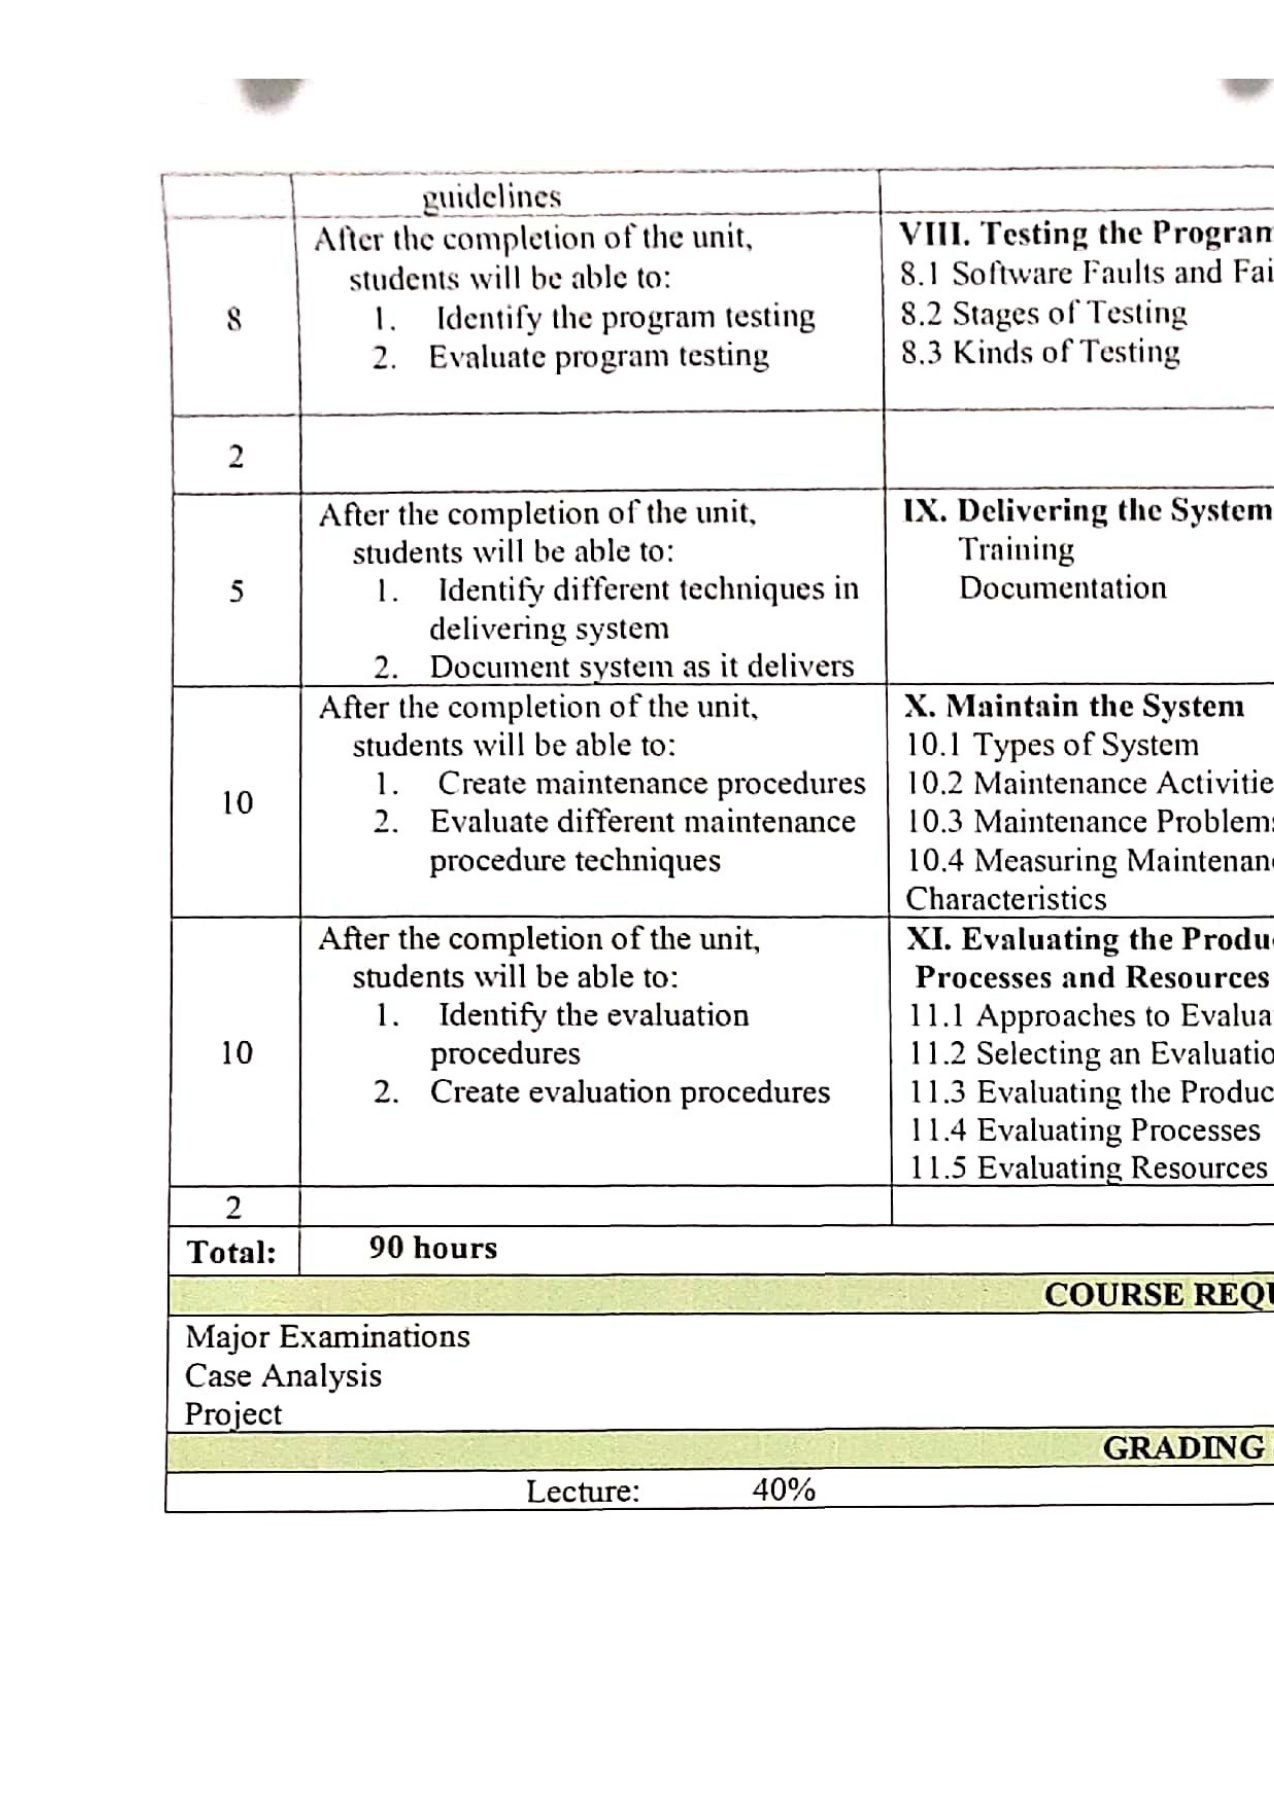 guidelines
8
After the completion of the unit,
students will be able to:
1. Identify the program testing
2. Evaluate program testing
VIII. Testing the Program
8.1 Software Faults and Fai
8.2 Stages of Testing
8.3 Kinds of Testing
2
5
After the completion of the unit,
students will be able to:
1. Identify different techniques in
delivering system
2. Document system as it delivers
IX. Delivering the System
Training
Documentation
10
After the completion of the unit,
students will be able to:
1. Create maintenance procedures
2. Evaluate different maintenance
procedure techniques
X. Maintain the System
10.1 Types of System
10.2 Maintenance Activitie
10.3 Maintenance Problems
10.4 Measuring Maintenanc
Characteristics
10
After the completion of the unit,
students will be able to:
1. Identify the evaluation
procedures
2. Create evaluation procedures
XI. Evaluating the Produc
Processes and Resources
11.1 Approaches to Evalua
11.2 Selecting an Evaluatio
11.3 Evaluating the Produc
11.4 Evaluating Processes
11.5 Evaluating Resources
2
Total: 90 hours
COURSE REQU
Major Examinations
Case Analysis
Project
GRADING
Lecture: 40%